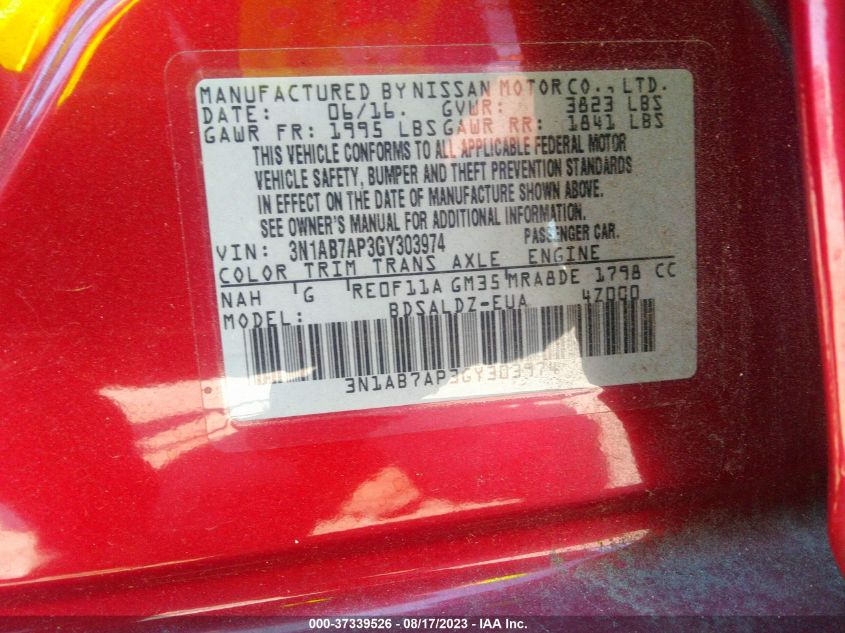 MANUFACTURED BY NISSAN MOTOR CO., LTD.
DATE: 06/16. GVWR: 3823 LBS
GAWR FR: 1995 LBS GAWR RR: 1841 LBS
THIS VEHICLE CONFORMS TO ALL APPLICABLE FEDERAL MOTOR
VEHICLE SAFETY, BUMPER AND THEFT PREVENTION STANDARDS
IN EFFECT ON THE DATE OF MANUFACTURE SHOWN ABOVE.
SEE OWNER'S MANUAL FOR ADDITIONAL INFORMATION.
VIN: 3N1AB7AP3GY303974 PASSENGER CAR.
COLOR TRIM TRANS AXLE ENGINE
NAH G RE0F11A GM35 MRA8DE 1798 CC
MODEL: BDSALDZ-EUA 4Z000
3N1AB7AP3GY303974
000-37339526 - 08/17/2023 - IAA, Inc.